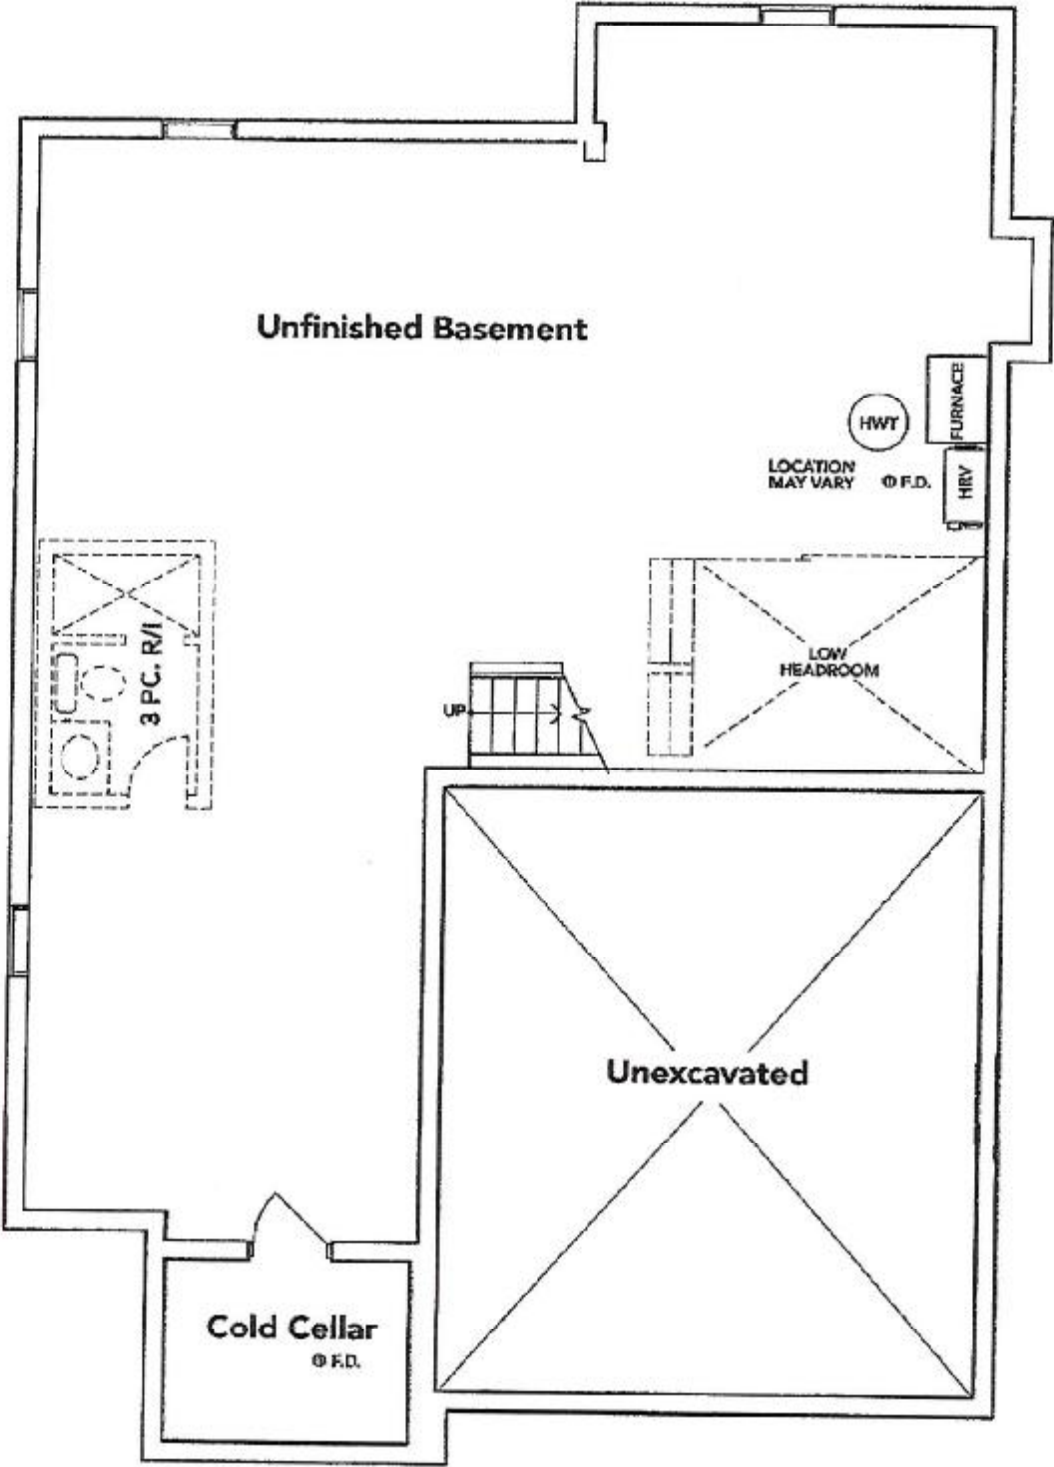 Unfinished Basement
FURNACE
HWT
LOCATION
MAY VARY
F.D.
HRV
3 PC. R/I
LOW
HEADROOM
UP
Unexcavated
Cold Cellar
F.D.